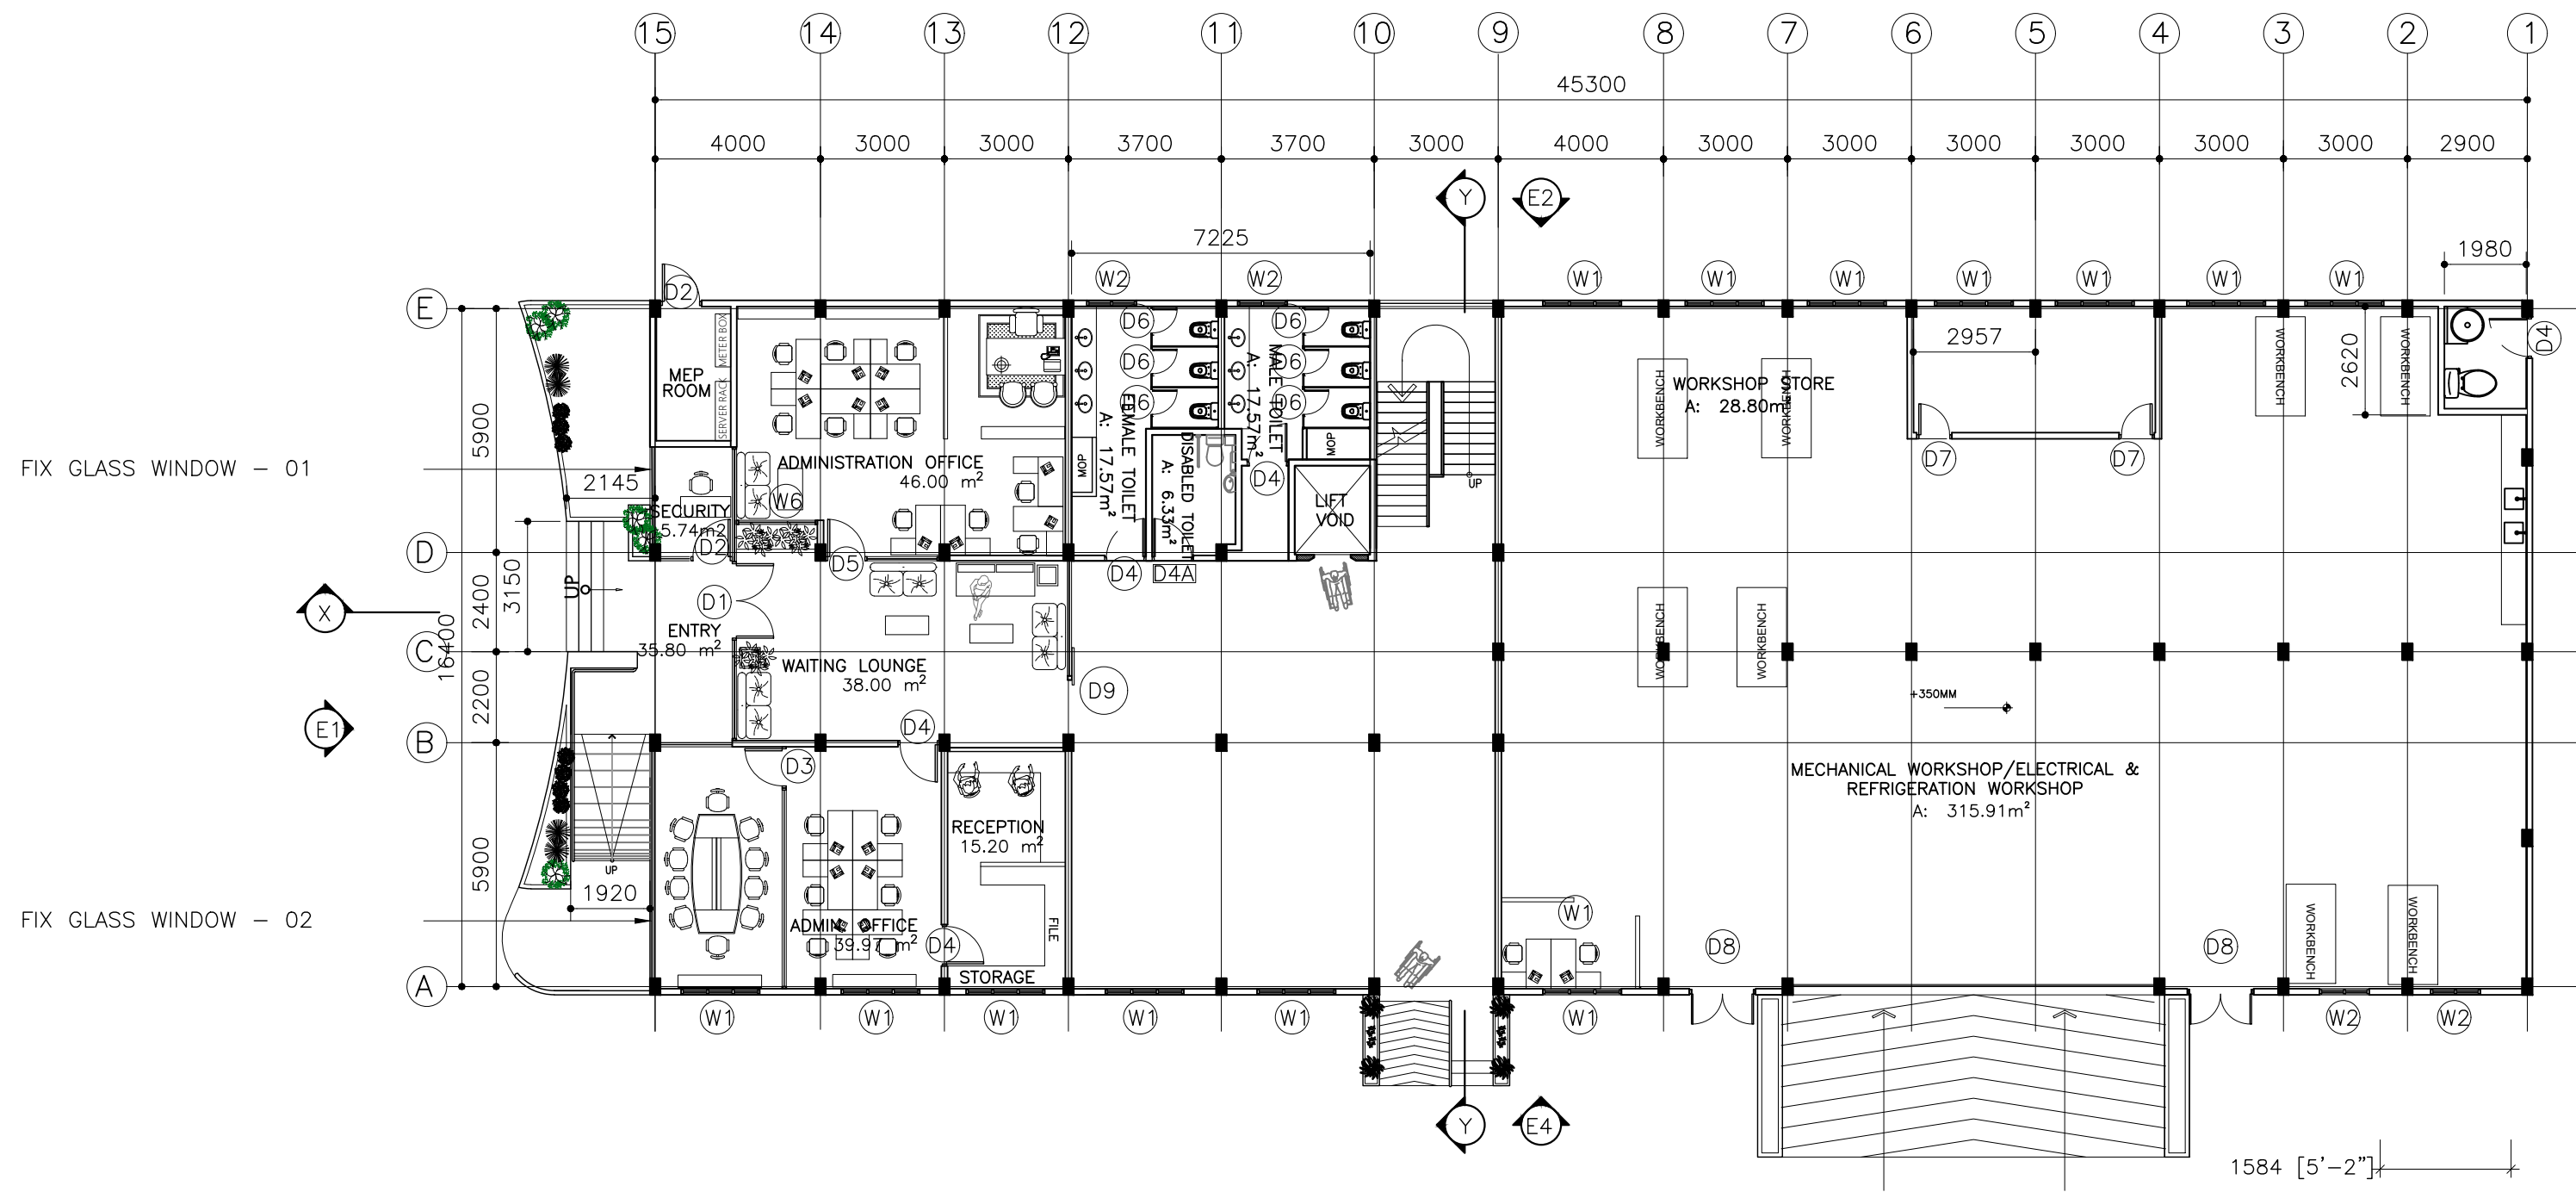 15 14 13 12 11 10 9 8 7 6 5 4 3 2 1
45300
4000 3000 3000 3700 3700 3000 4000 3000 3000 3000 3000 3000 3000 2900
Y E2
7225
1980
W2 W2 W1 W1 W1 W1 W1 W1 W1
D2
E
D6 D6
D6 D6
D6 D6
2957
D4
2620
METER BOX
SERVER RACK
MEP
ROOM
WORKBENCH
WORKBENCH
WORKBENCH
WORKBENCH
WORKSHOP STORE
A: 28.80m²
MALE TOILET
A: 17.57m²
FEMALE TOILET
A: 17.57m²
DISABLED TOILET
A: 6.33m²
MOP
MOP
5900
FIX GLASS WINDOW - 01
2145
ADMINISTRATION OFFICE
46.00 m²
W6
D4
D7 D7
UP
LIFT
VOID
SECURITY
5.74m2
D2
D5
D
D4 D4A
UP
3150
2400
16400
X
D1
ENTRY
35.80 m²
C
WAITING LOUNGE
38.00 m²
WORKBENCH
WORKBENCH
D9
+350MM
2200
E1
D4
B
D3
MECHANICAL WORKSHOP/ELECTRICAL &
REFRIGERATION WORKSHOP
A: 315.91m²
RECEPTION
15.20 m²
5900
UP
1920
FIX GLASS WINDOW - 02
ADMIN OFFICE
39.97 m²
D4
FILE
STORAGE
W1
D8 D8
WORKBENCH
WORKBENCH
A
W1 W1 W1 W1 W1 W1 W2 W2
Y E4
1584 [5'-2"]